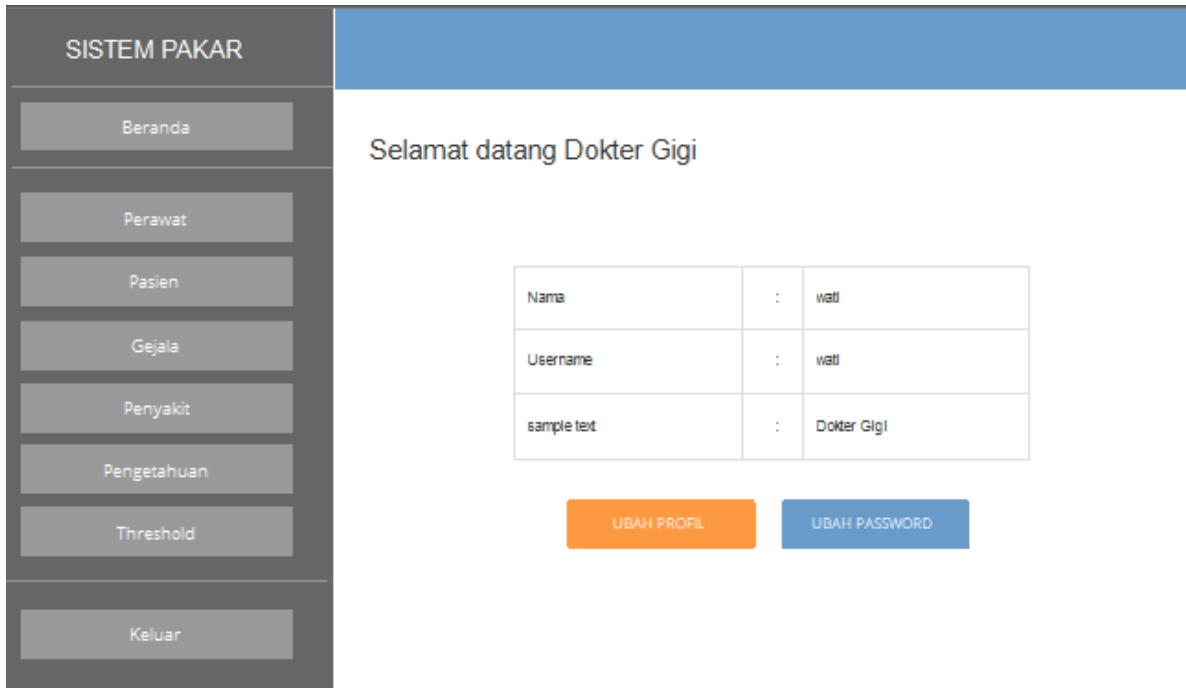 SISTEM PAKAR
Beranda
Perawat
Pasien
Gejala
Penyakit
Pengetahuan
Threshold
Keluar
Selamat datang Dokter Gigi
Nama : wati
Username : wati
sample text : Dokter Gigi
UBAH PROFIL UBAH PASSWORD